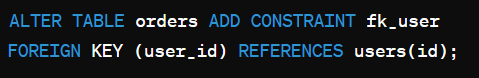 ALTER TABLE orders ADD CONSTRAINT fk_user
FOREIGN KEY (user_id) REFERENCES users(id);